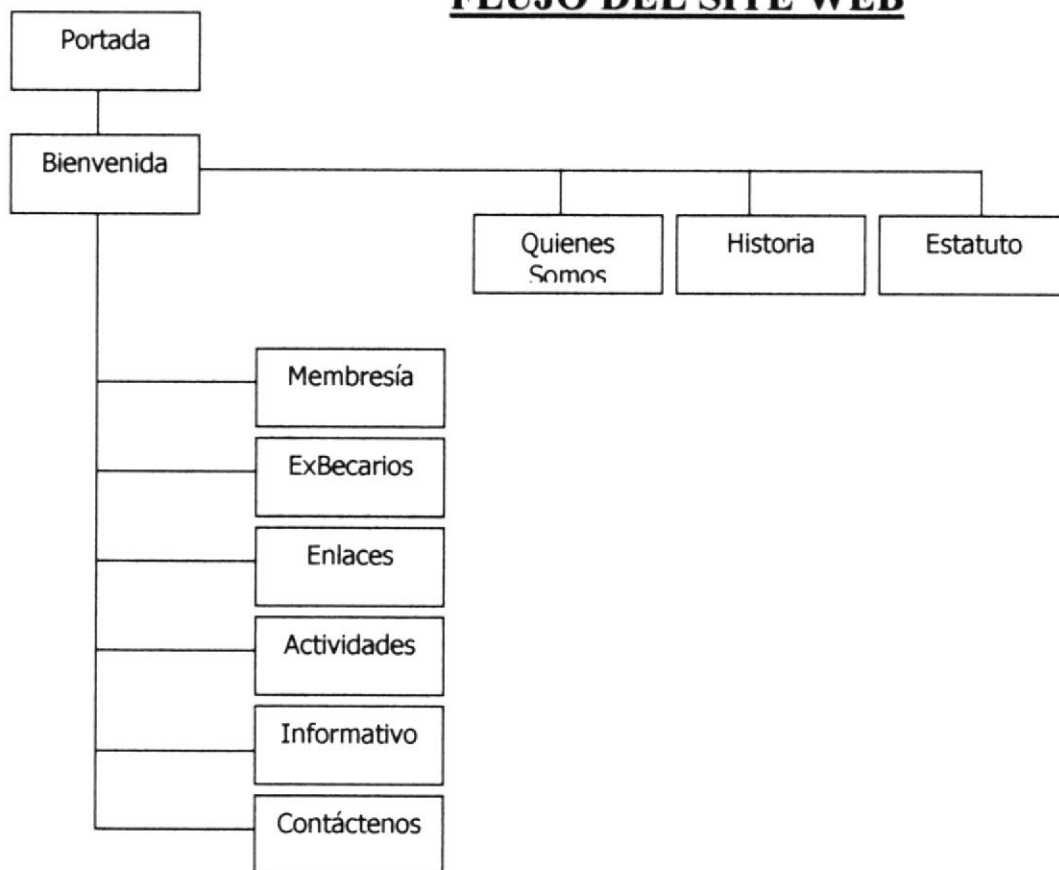 FLUJO DEL SITE WEB
Portada
Bienvenida
Quienes
Somos
Historia
Estatuto
Membresía
ExBecarios
Enlaces
Actividades
Informativo
Contáctenos